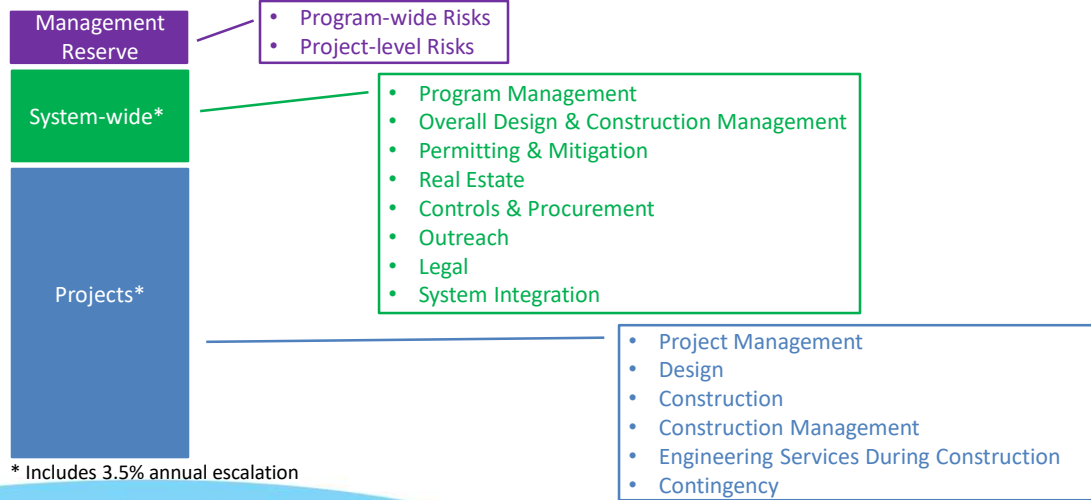 Management
Reserve
• Program-wide Risks
• Project-level Risks
System-wide*
• Program Management
• Overall Design & Construction Management
• Permitting & Mitigation
• Real Estate
• Controls & Procurement
• Outreach
• Legal
• System Integration
Projects*
• Project Management
• Design
• Construction
• Construction Management
• Engineering Services During Construction
• Contingency
* Includes 3.5% annual escalation